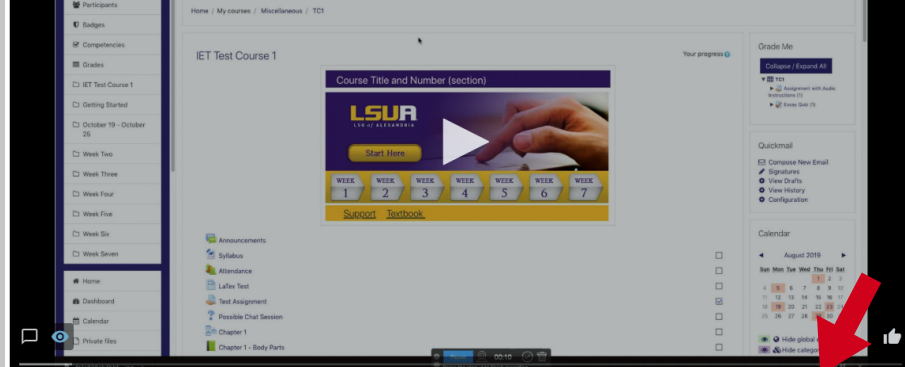 Participants
Badges
Competencies
Grades
IET Test Course 1
Getting Started
October 19 - October
25
Week Two
Week Three
Week Four
Week Five
Week Six
Week Seven
Home
Dashboard
Calendar
Private files
Home / My courses / Miscellaneous / TC1
IET Test Course 1
Your progress
Course Title and Number (section)
LSUA
LSU of ALEXANDRIA
Start Here
WEEK WEEK WEEK WEEK WEEK WEEK WEEK
1 2 3 4 5 6 7
Support Textbook
Announcements
Syllabus
Attendance
LaTex Test
Test Assignment
Possible Chat Session
Chapter 1
Chapter 1 - Body Parts
00:10
Grade Me
Collapse / Expand All
TC1
Assignment with Audio
Instructions (1)
Essay Quiz (1)
Quickmail
Compose New Email
Signatures
View Drafts
View History
Configuration
Calendar
August 2019
Sun Mon Tue Wed Thu Fri Sat
1 2 3
4 5 6 7 8 9 10
11 12 13 14 15 16 17
18 19 20 21 22 23 24
25 26 27 28 29 30
Hide global
Hide category